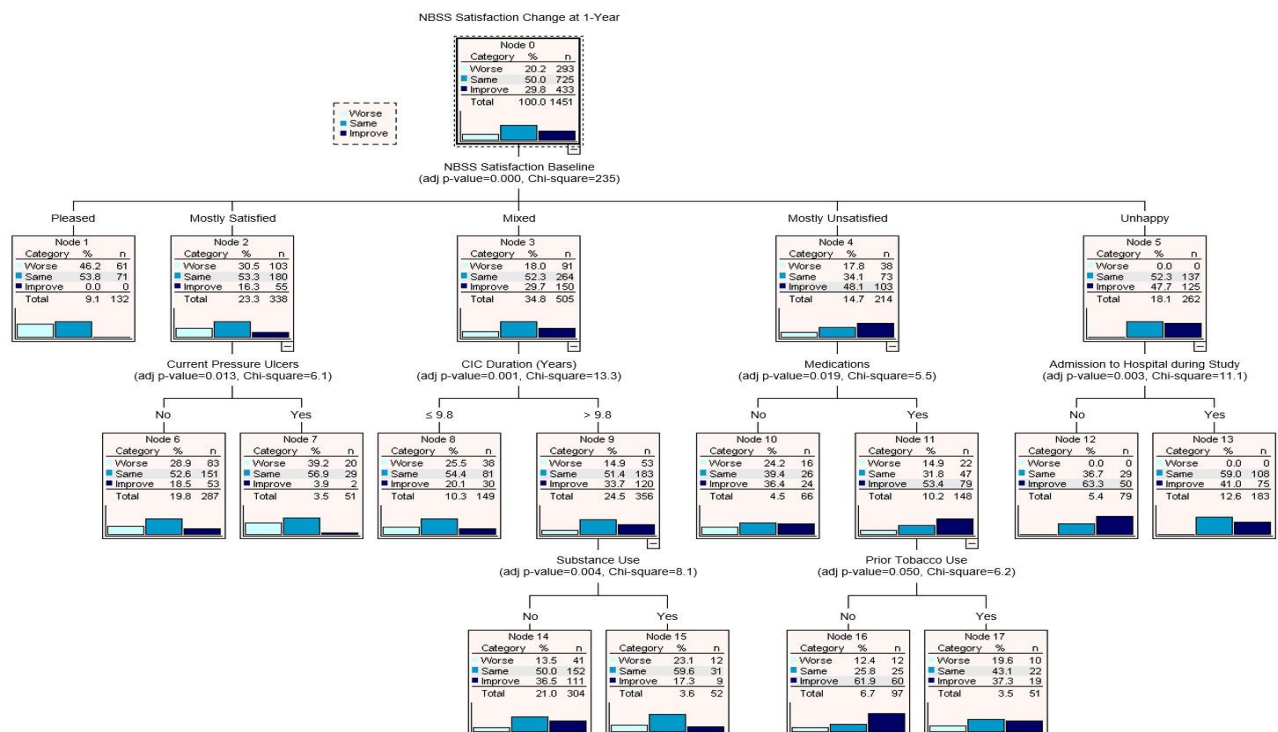 NBSS Satisfaction Change at 1-Year
Node 0
Category % n
Worse 20.2 293
Same 50.0 725
Improve 29.8 433
Total 100.0 1451
Worse
Same
Improve
NBSS Satisfaction Baseline
(adj p-value=0.000, Chi-square=235)
Pleased
Mostly Satisfied
Mixed
Mostly Unsatisfied
Unhappy
Node 1
Category % n
Worse 46.2 61
Same 53.8 71
Improve 0.0 0
Total 9.1 132
Node 2
Category % n
Worse 30.5 103
Same 53.3 180
Improve 16.3 55
Total 23.3 338
Node 3
Category % n
Worse 18.0 91
Same 52.3 264
Improve 29.7 150
Total 34.8 505
Node 4
Category % n
Worse 17.8 38
Same 34.1 73
Improve 48.1 103
Total 14.7 214
Node 5
Category % n
Worse 0.0 0
Same 52.3 137
Improve 47.7 125
Total 18.1 262
Current Pressure Ulcers
(adj p-value=0.013, Chi-square=6.1)
CIC Duration (Years)
(adj p-value=0.001, Chi-square=13.3)
Medications
(adj p-value=0.019, Chi-square=5.5)
Admission to Hospital during Study
(adj p-value=0.003, Chi-square=11.1)
No
Yes
≤ 9.8
> 9.8
No
Yes
No
Yes
Node 6
Category % n
Worse 28.9 83
Same 52.6 151
Improve 18.5 53
Total 19.8 287
Node 7
Category % n
Worse 39.2 20
Same 56.9 29
Improve 3.9 2
Total 3.5 51
Node 8
Category % n
Worse 25.5 38
Same 54.4 81
Improve 20.1 30
Total 10.3 149
Node 9
Category % n
Worse 14.9 53
Same 51.4 183
Improve 33.7 120
Total 24.5 356
Node 10
Category % n
Worse 24.2 16
Same 39.4 26
Improve 36.4 24
Total 4.5 66
Node 11
Category % n
Worse 14.9 22
Same 31.8 47
Improve 53.4 79
Total 10.2 148
Node 12
Category % n
Worse 0.0 0
Same 36.7 29
Improve 63.3 50
Total 5.4 79
Node 13
Category % n
Worse 0.0 0
Same 59.0 108
Improve 41.0 75
Total 12.6 183
Substance Use
(adj p-value=0.004, Chi-square=8.1)
Prior Tobacco Use
(adj p-value=0.050, Chi-square=6.2)
No
Yes
No
Yes
Node 14
Category % n
Worse 13.5 41
Same 50.0 152
Improve 36.5 111
Total 21.0 304
Node 15
Category % n
Worse 23.1 12
Same 59.6 31
Improve 17.3 9
Total 3.6 52
Node 16
Category % n
Worse 12.4 12
Same 25.8 25
Improve 61.9 60
Total 6.7 97
Node 17
Category % n
Worse 19.6 10
Same 43.1 22
Improve 37.3 19
Total 3.5 51